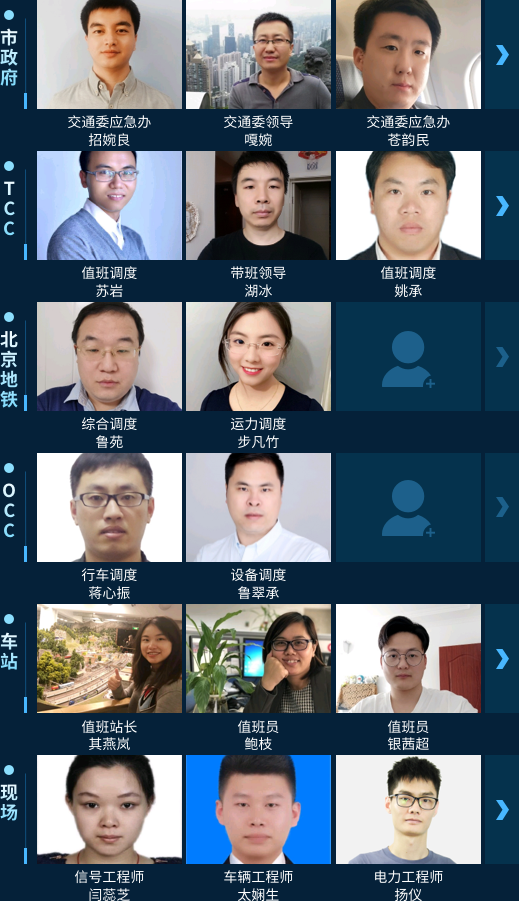 市政府
交通委应急办
招婉良
交通委领导
嘎婉
交通委应急办
苍韵民
TCC
值班调度
苏岩
带班领导
湖冰
值班调度
姚承
北京地铁
综合调度
鲁苑
运力调度
步凡竹
OCC
行车调度
蒋心振
设备调度
鲁翠承
车站
值班站长
其燕岚
值班员
鲍枝
值班员
银茜超
现场
信号工程师
闫蕊芝
车辆工程师
太娴生
电力工程师
扬仪